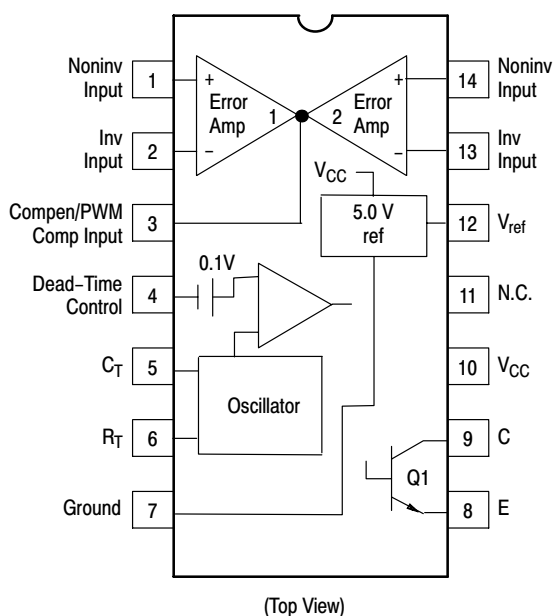 Noninv
Input
1
+
Error
Amp
1
2
Error
Amp
+
14
Noninv
Input
Inv
Input
2
–
–
13
Inv
Input
Compen/PWM
Comp Input
3
VCC
5.0 V
ref
12
Vref
Dead–Time
Control
4
0.1V
11
N.C.
CT
5
Oscillator
10
VCC
RT
6
9
C
Q1
Ground
7
8
E
(Top View)